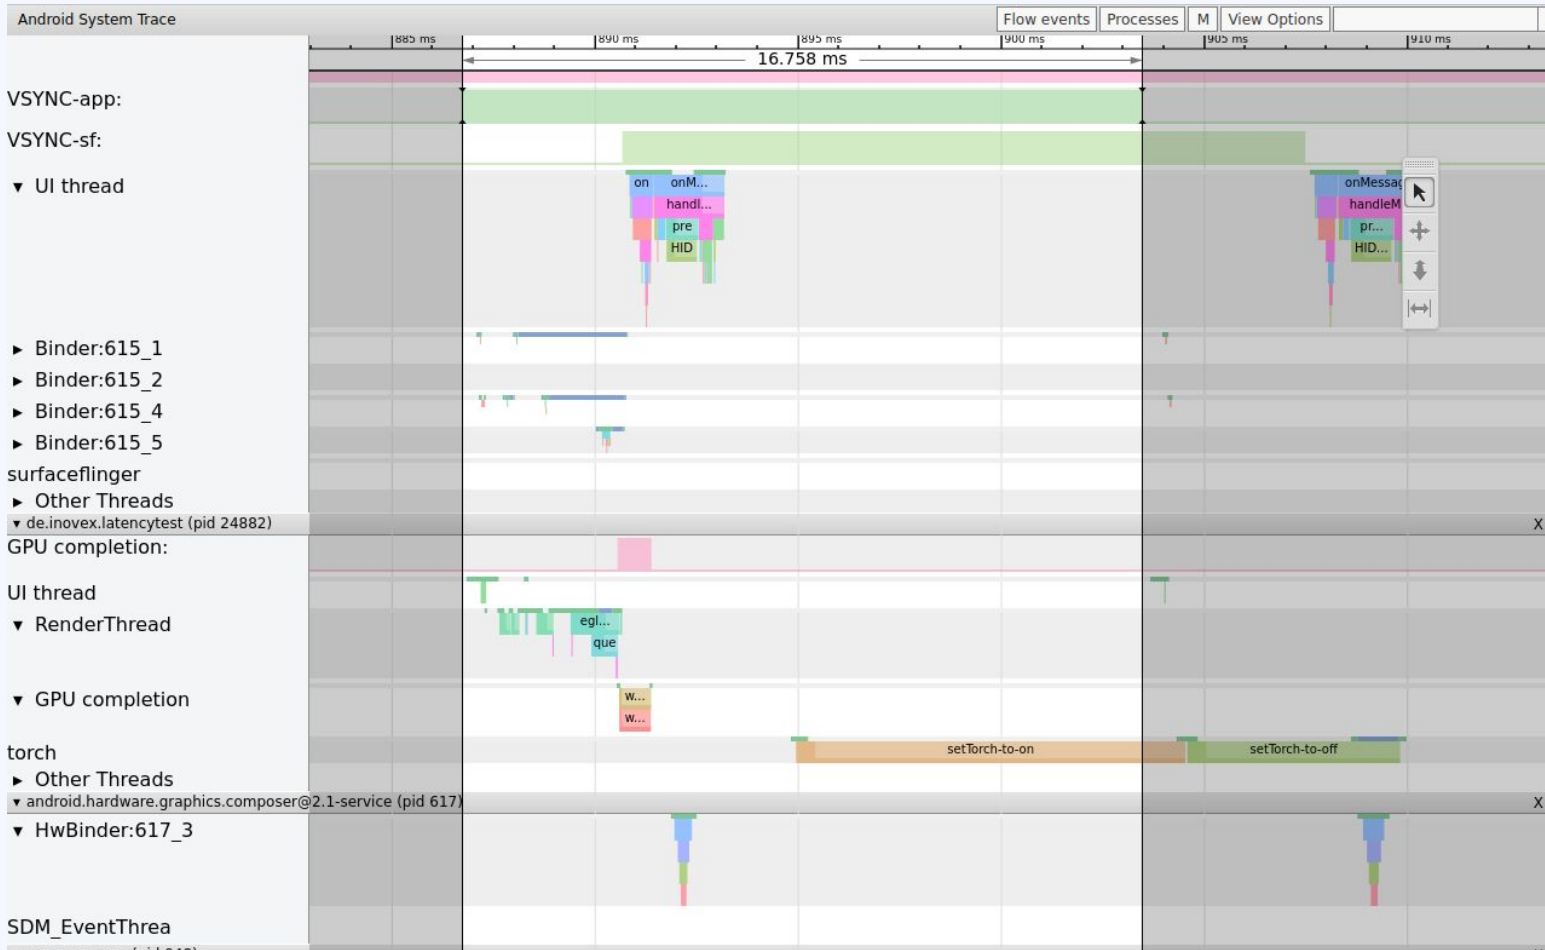 Android System Trace
Flow events Processes M View Options
885 ms 890 ms 895 ms 900 ms 905 ms 910 ms
16.758 ms
VSYNC-app:
VSYNC-sf:
UI thread
on onM... onMessag
handl... handleM
pre pr...
HID HID...
Binder:615_1
Binder:615_2
Binder:615_4
Binder:615_5
surfaceflinger
Other Threads
de.inovex.latencytest (pid 24882) X
GPU completion:
UI thread
RenderThread egl...
que
GPU completion w...
w...
torch setTorch-to-on setTorch-to-off
Other Threads
android.hardware.graphics.composer@2.1-service (pid 617) X
HwBinder:617_3
SDM_EventThrea